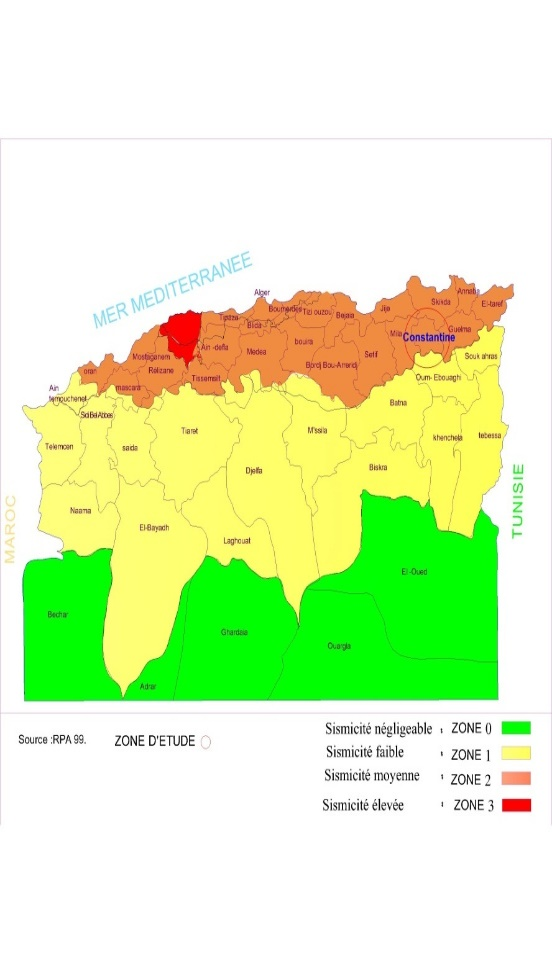 MER MEDITERRANEE
Alger
Annaba
Skikda
El-taref
Jije
Boumerdes
Tizi ouzou
Bejaia
Tipaza
Blida
Mila
Constantine
Guelma
Ain -defla
Medea
boura
Setif
Souk ahras
Mostaganem
Relizane
Bordj Bou-Arreridj
oran
Tissemselt
mascara
Oum- Ebouaghi
Ain
temouchenet
Sidi Bel Abbes
Batna
Telemcen
saida
Tiaret
M'ssila
khenchela
tebessa
Djelfa
Biskra
Naama
El-Bayadh
Laghouat
MAROC
TUNISIE
El -Oued
Bechar
Ghardaia
Ouargla
Adrar
Source :RPA 99.
ZONE D'ETUDE
Sismicité négligeable : ZONE 0
Sismicité faible : ZONE 1
Sismicité moyenne : ZONE 2
Sismicité élevée : ZONE 3